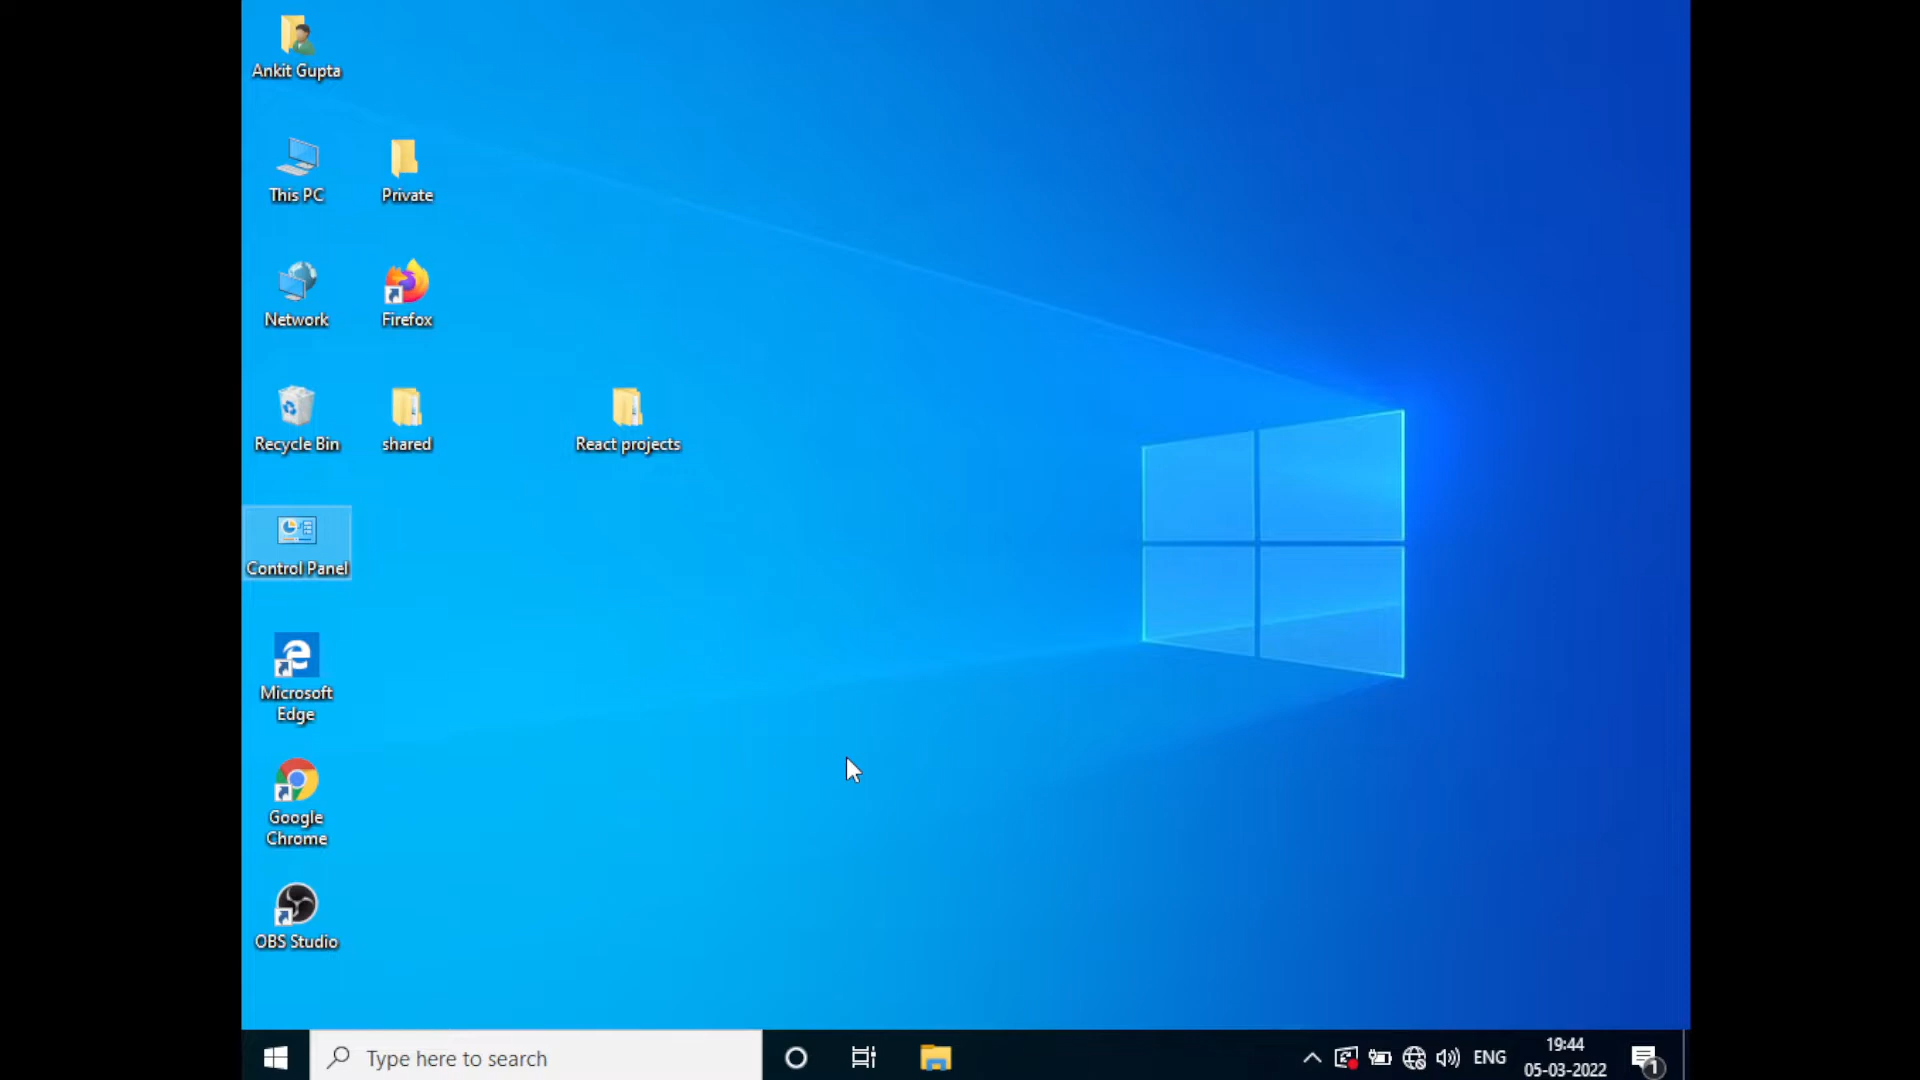 Ankit Gupta
This PC
Private
Network
Firefox
Recycle Bin
shared
React projects
Control Panel
Microsoft
Edge
Google
Chrome
OBS Studio
Type here to search
ENG
19:44
05-03-2022
1